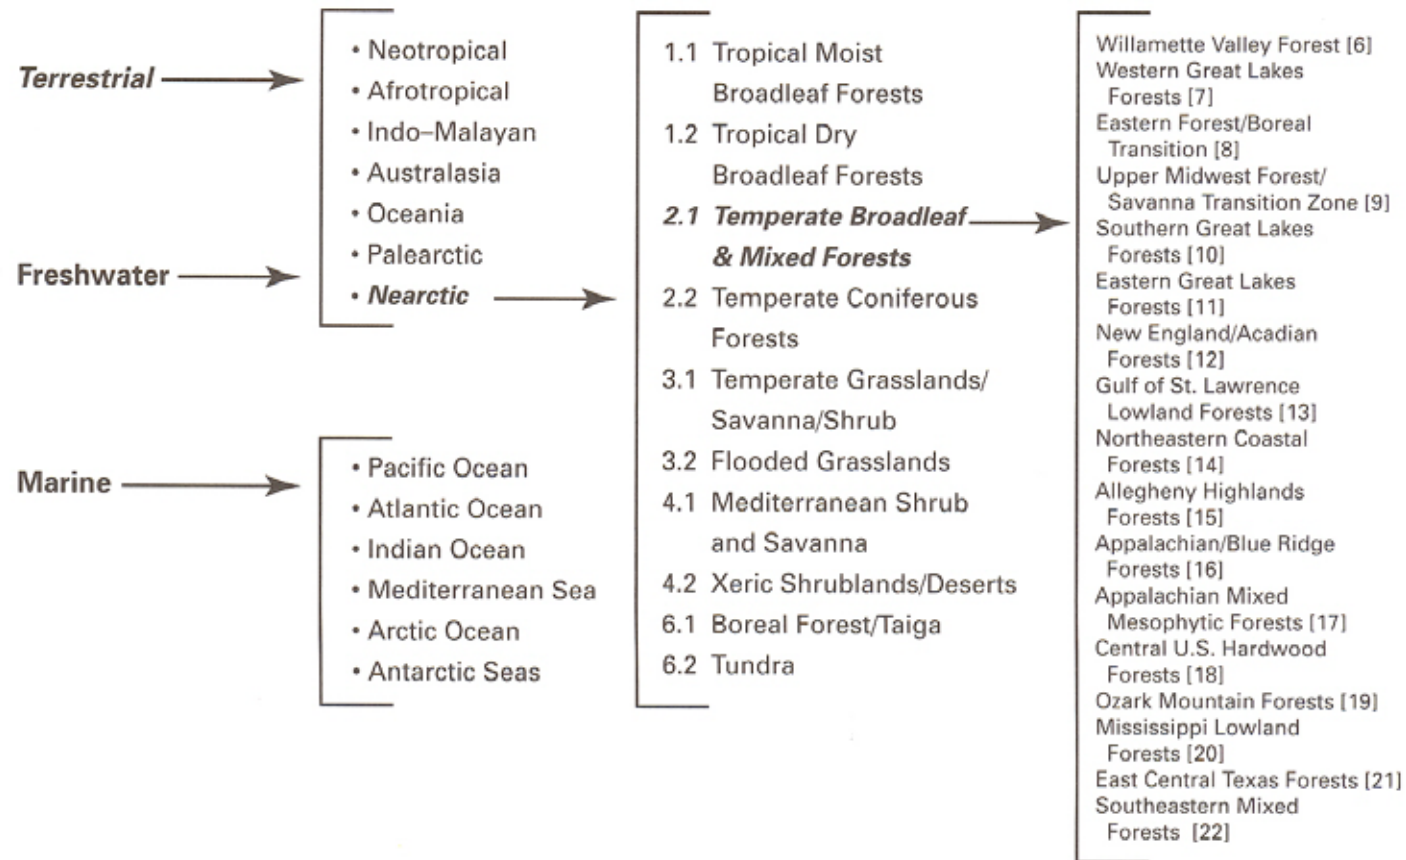 Terrestrial
Freshwater
Marine
• Neotropical
• Afrotropical
• Indo–Malayan
• Australasia
• Oceania
• Palearctic
• Nearctic
• Pacific Ocean
• Atlantic Ocean
• Indian Ocean
• Mediterranean Sea
• Arctic Ocean
• Antarctic Seas
1.1 Tropical Moist
Broadleaf Forests
1.2 Tropical Dry
Broadleaf Forests
2.1 Temperate Broadleaf
& Mixed Forests
2.2 Temperate Coniferous
Forests
3.1 Temperate Grasslands/
Savanna/Shrub
3.2 Flooded Grasslands
4.1 Mediterranean Shrub
and Savanna
4.2 Xeric Shrublands/Deserts
6.1 Boreal Forest/Taiga
6.2 Tundra
Willamette Valley Forest [6]
Western Great Lakes
Forests [7]
Eastern Forest/Boreal
Transition [8]
Upper Midwest Forest/
Savanna Transition Zone [9]
Southern Great Lakes
Forests [10]
Eastern Great Lakes
Forests [11]
New England/Acadian
Forests [12]
Gulf of St. Lawrence
Lowland Forests [13]
Northeastern Coastal
Forests [14]
Allegheny Highlands
Forests [15]
Appalachian/Blue Ridge
Forests [16]
Appalachian Mixed
Mesophytic Forests [17]
Central U.S. Hardwood
Forests [18]
Ozark Mountain Forests [19]
Mississippi Lowland
Forests [20]
East Central Texas Forests [21]
Southeastern Mixed
Forests [22]